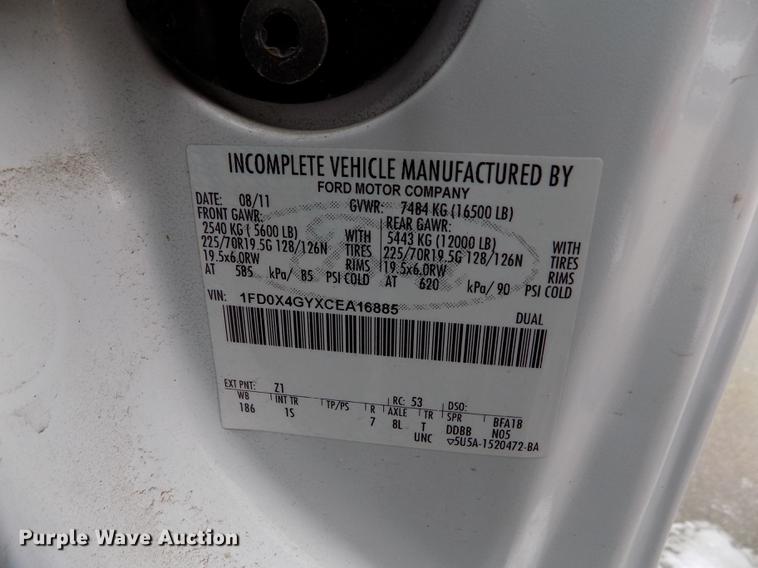 INCOMPLETE VEHICLE MANUFACTURED BY
FORD MOTOR COMPANY
DATE: 08/11 GVWR: 7484 KG (16500 LB)
FRONT GAWR: REAR GAWR:
2540 KG ( 5600 LB) WITH 5443 KG (12000 LB) WITH
225/70R19.5G 128/126N TIRES 225/70R19.5G 128/126N TIRES
19.5x6.0RW RIMS 19.5x6.0RW RIMS
AT 585 kPa/ 85 PSI COLD AT 620 kPa/ 90 PSI COLD
VIN: 1FD0X4GYXCEA16885
DUAL
EXT PNT: Z1 RC: 53 DSO:
WB INT TR TP/PS R AXLE TR SPR BFA18
186 1S 7 8L T DDBB N05
UNC ▽5U5A-1520472-BA
Purple Wave Auction